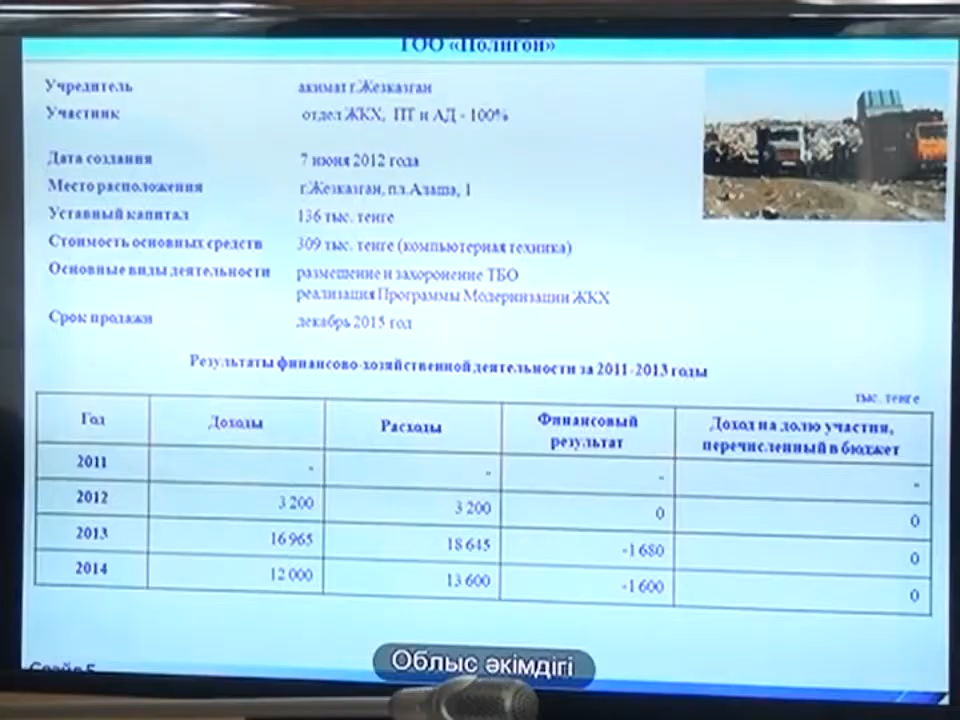 ТОО «Полигон»
Учредитель акимат г.Жезказган
Участник отдел ЖКХ, ПТ и АД - 100%
Дата создания 7 июня 2012 года
Месторасположения г.Жезказган, пл.Алаша, 1
Уставный капитал 136 тыс. тенге
Стоимость основных средств 309 тыс. тенге (компьютерная техника)
Основные виды деятельности размещение и захоронение ТБО
реализация Программы Модернизации ЖКХ
Срок продажи декабрь 2015 год
Результаты финансово-хозяйственной деятельности за 2011-2013 годы
тыс. тенге
Год Доходы Расходы Финансовый результат Доход на долю участия, перечисленный в бюджет
2011 - - - -
2012 3 200 3 200 0 0
2013 16 965 18 645 -1 680 0
2014 12 000 13 600 -1 600 0
Слайд 5
Облыс әкімдігі